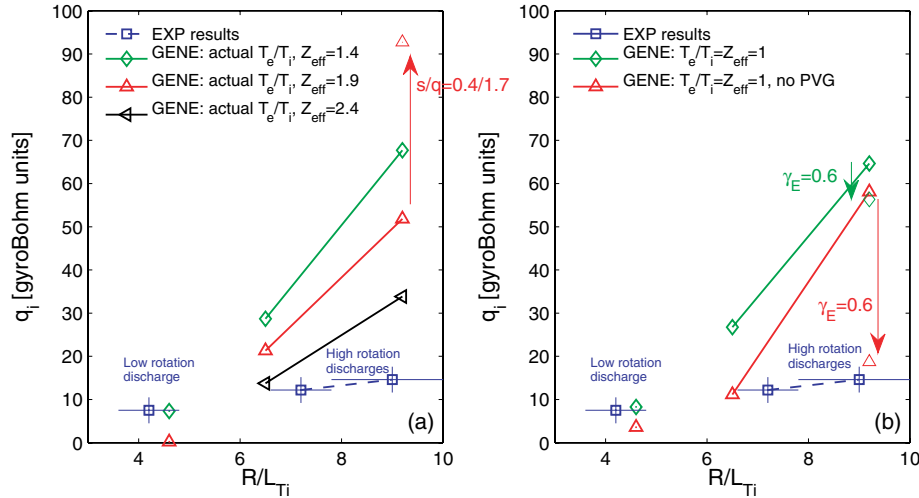 EXP results
GENE: actual T_e/T_i, Z_eff=1.4
GENE: actual T_e/T_i, Z_eff=1.9
GENE: actual T_e/T_i, Z_eff=2.4
s/q=0.4/1.7
Low rotation
discharge
High rotation
discharges
(a)
100
90
80
70
60
50
40
30
20
10
0
4 6 8 10
q_i [gyroBohm units]
R/L_Ti
EXP results
GENE: T_e/T_i=Z_eff=1
GENE: T_e/T_i=Z_eff=1, no PVG
γ_E=0.6
γ_E=0.6
Low rotation
discharge
High rotation
discharges
(b)
100
90
80
70
60
50
40
30
20
10
0
4 6 8 10
q_i [gyroBohm units]
R/L_Ti